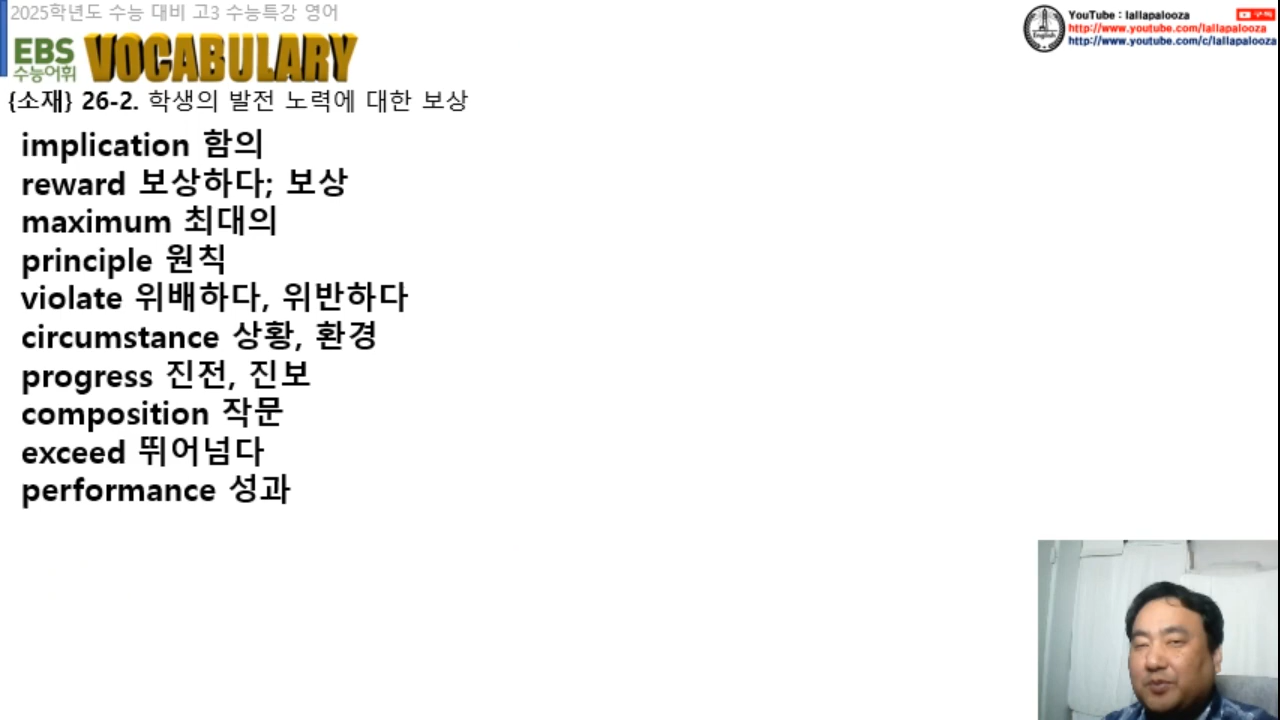 2025학년도 수능 대비 고3 수능특강 영어
EBS
수능어휘
VOCABULARY
YouTube : lallapalooza
구독
http://www.youtube.com/lallapalooza
http://www.youtube.com/c/lallapalooza
English
{소재} 26-2. 학생의 발전 노력에 대한 보상
implication 함의
reward 보상하다; 보상
maximum 최대의
principle 원칙
violate 위배하다, 위반하다
circumstance 상황, 환경
progress 진전, 진보
composition 작문
exceed 뛰어넘다
performance 성과